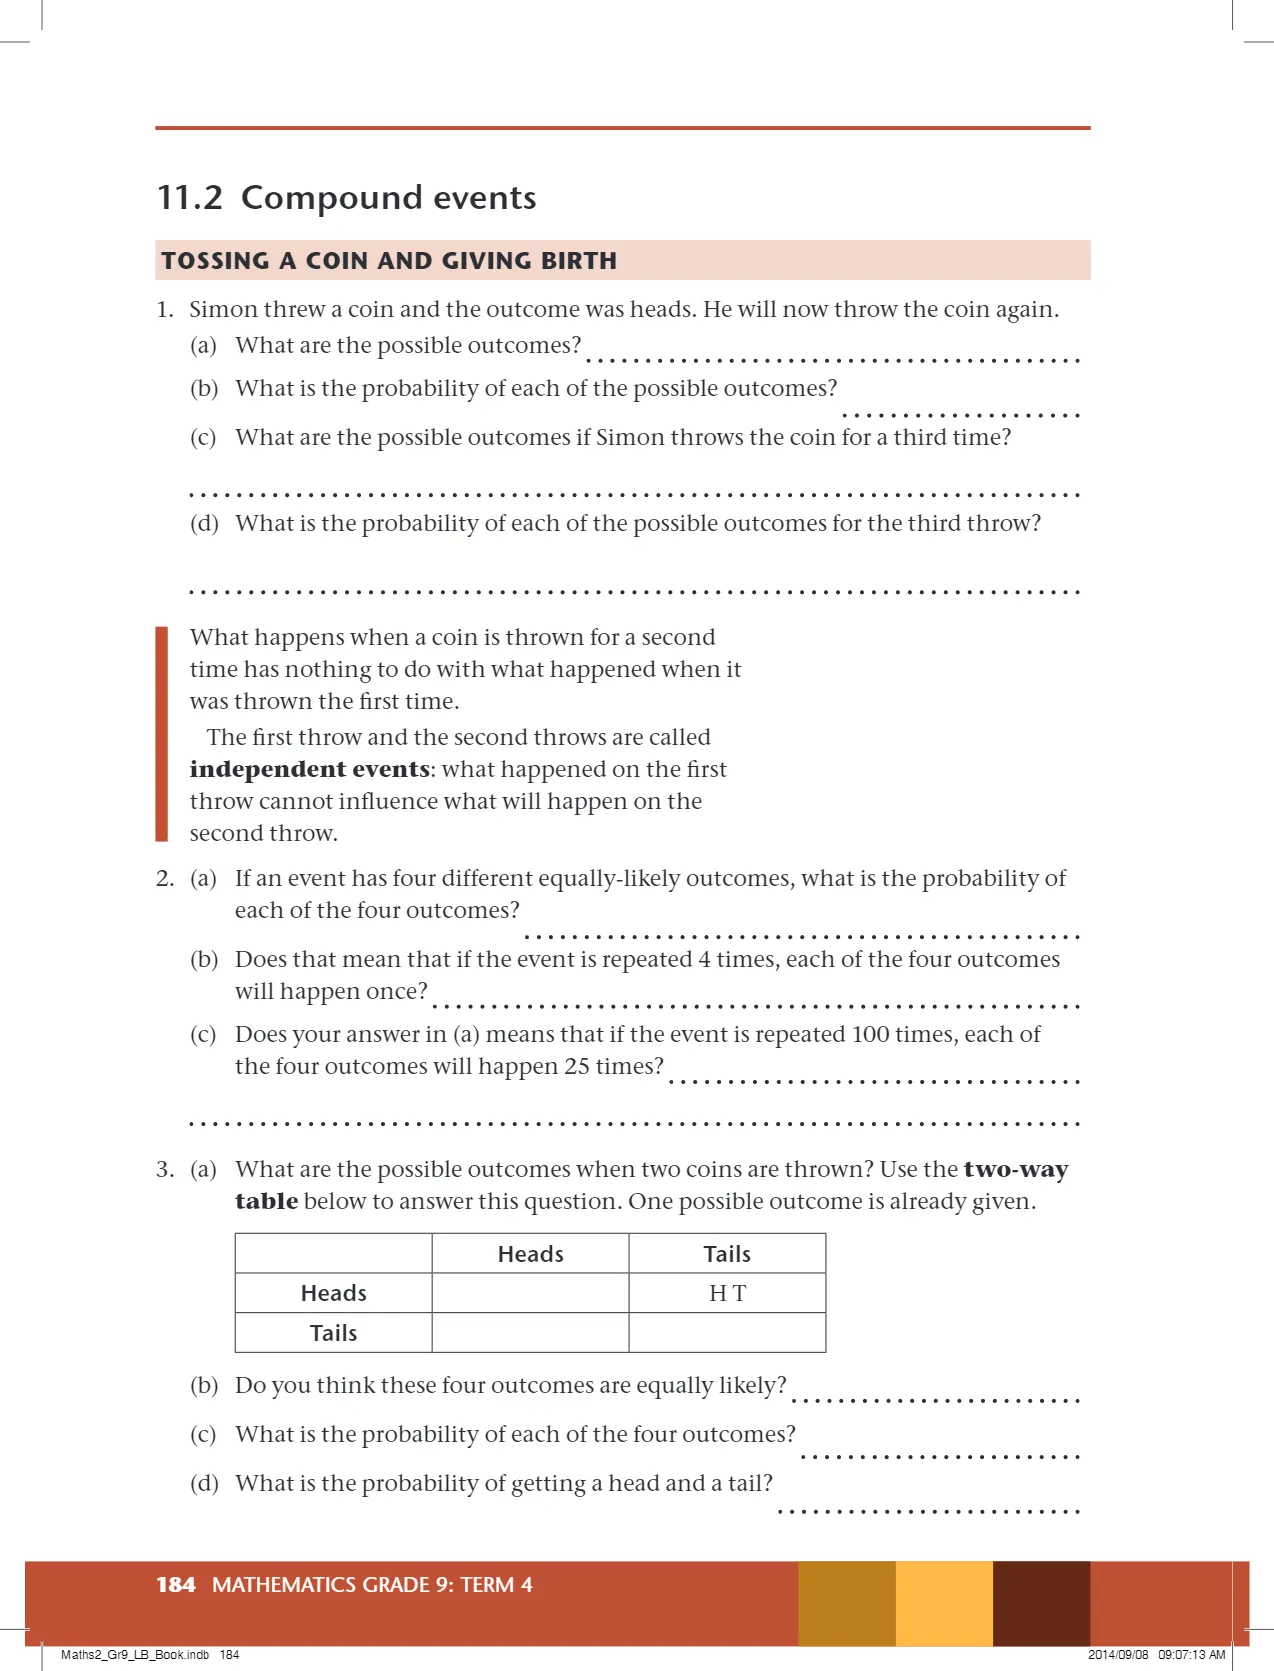 11.2 Compound events
TOSSING A COIN AND GIVING BIRTH
1. Simon threw a coin and the outcome was heads. He will now throw the coin again.
(a) What are the possible outcomes?
(b) What is the probability of each of the possible outcomes?
(c) What are the possible outcomes if Simon throws the coin for a third time?
(d) What is the probability of each of the possible outcomes for the third throw?
What happens when a coin is thrown for a second
time has nothing to do with what happened when it
was thrown the first time.
The first throw and the second throws are called
independent events: what happened on the first
throw cannot influence what will happen on the
second throw.
2. (a) If an event has four different equally-likely outcomes, what is the probability of
each of the four outcomes?
(b) Does that mean that if the event is repeated 4 times, each of the four outcomes
will happen once?
(c) Does your answer in (a) means that if the event is repeated 100 times, each of
the four outcomes will happen 25 times?
3. (a) What are the possible outcomes when two coins are thrown? Use the two-way
table below to answer this question. One possible outcome is already given.
Heads Tails
Heads H T
Tails
(b) Do you think these four outcomes are equally likely?
(c) What is the probability of each of the four outcomes?
(d) What is the probability of getting a head and a tail?
184 MATHEMATICS GRADE 9: TERM 4
Maths2_Gr9_LB_Book.indb 184 2014/09/08 09:07:13 AM